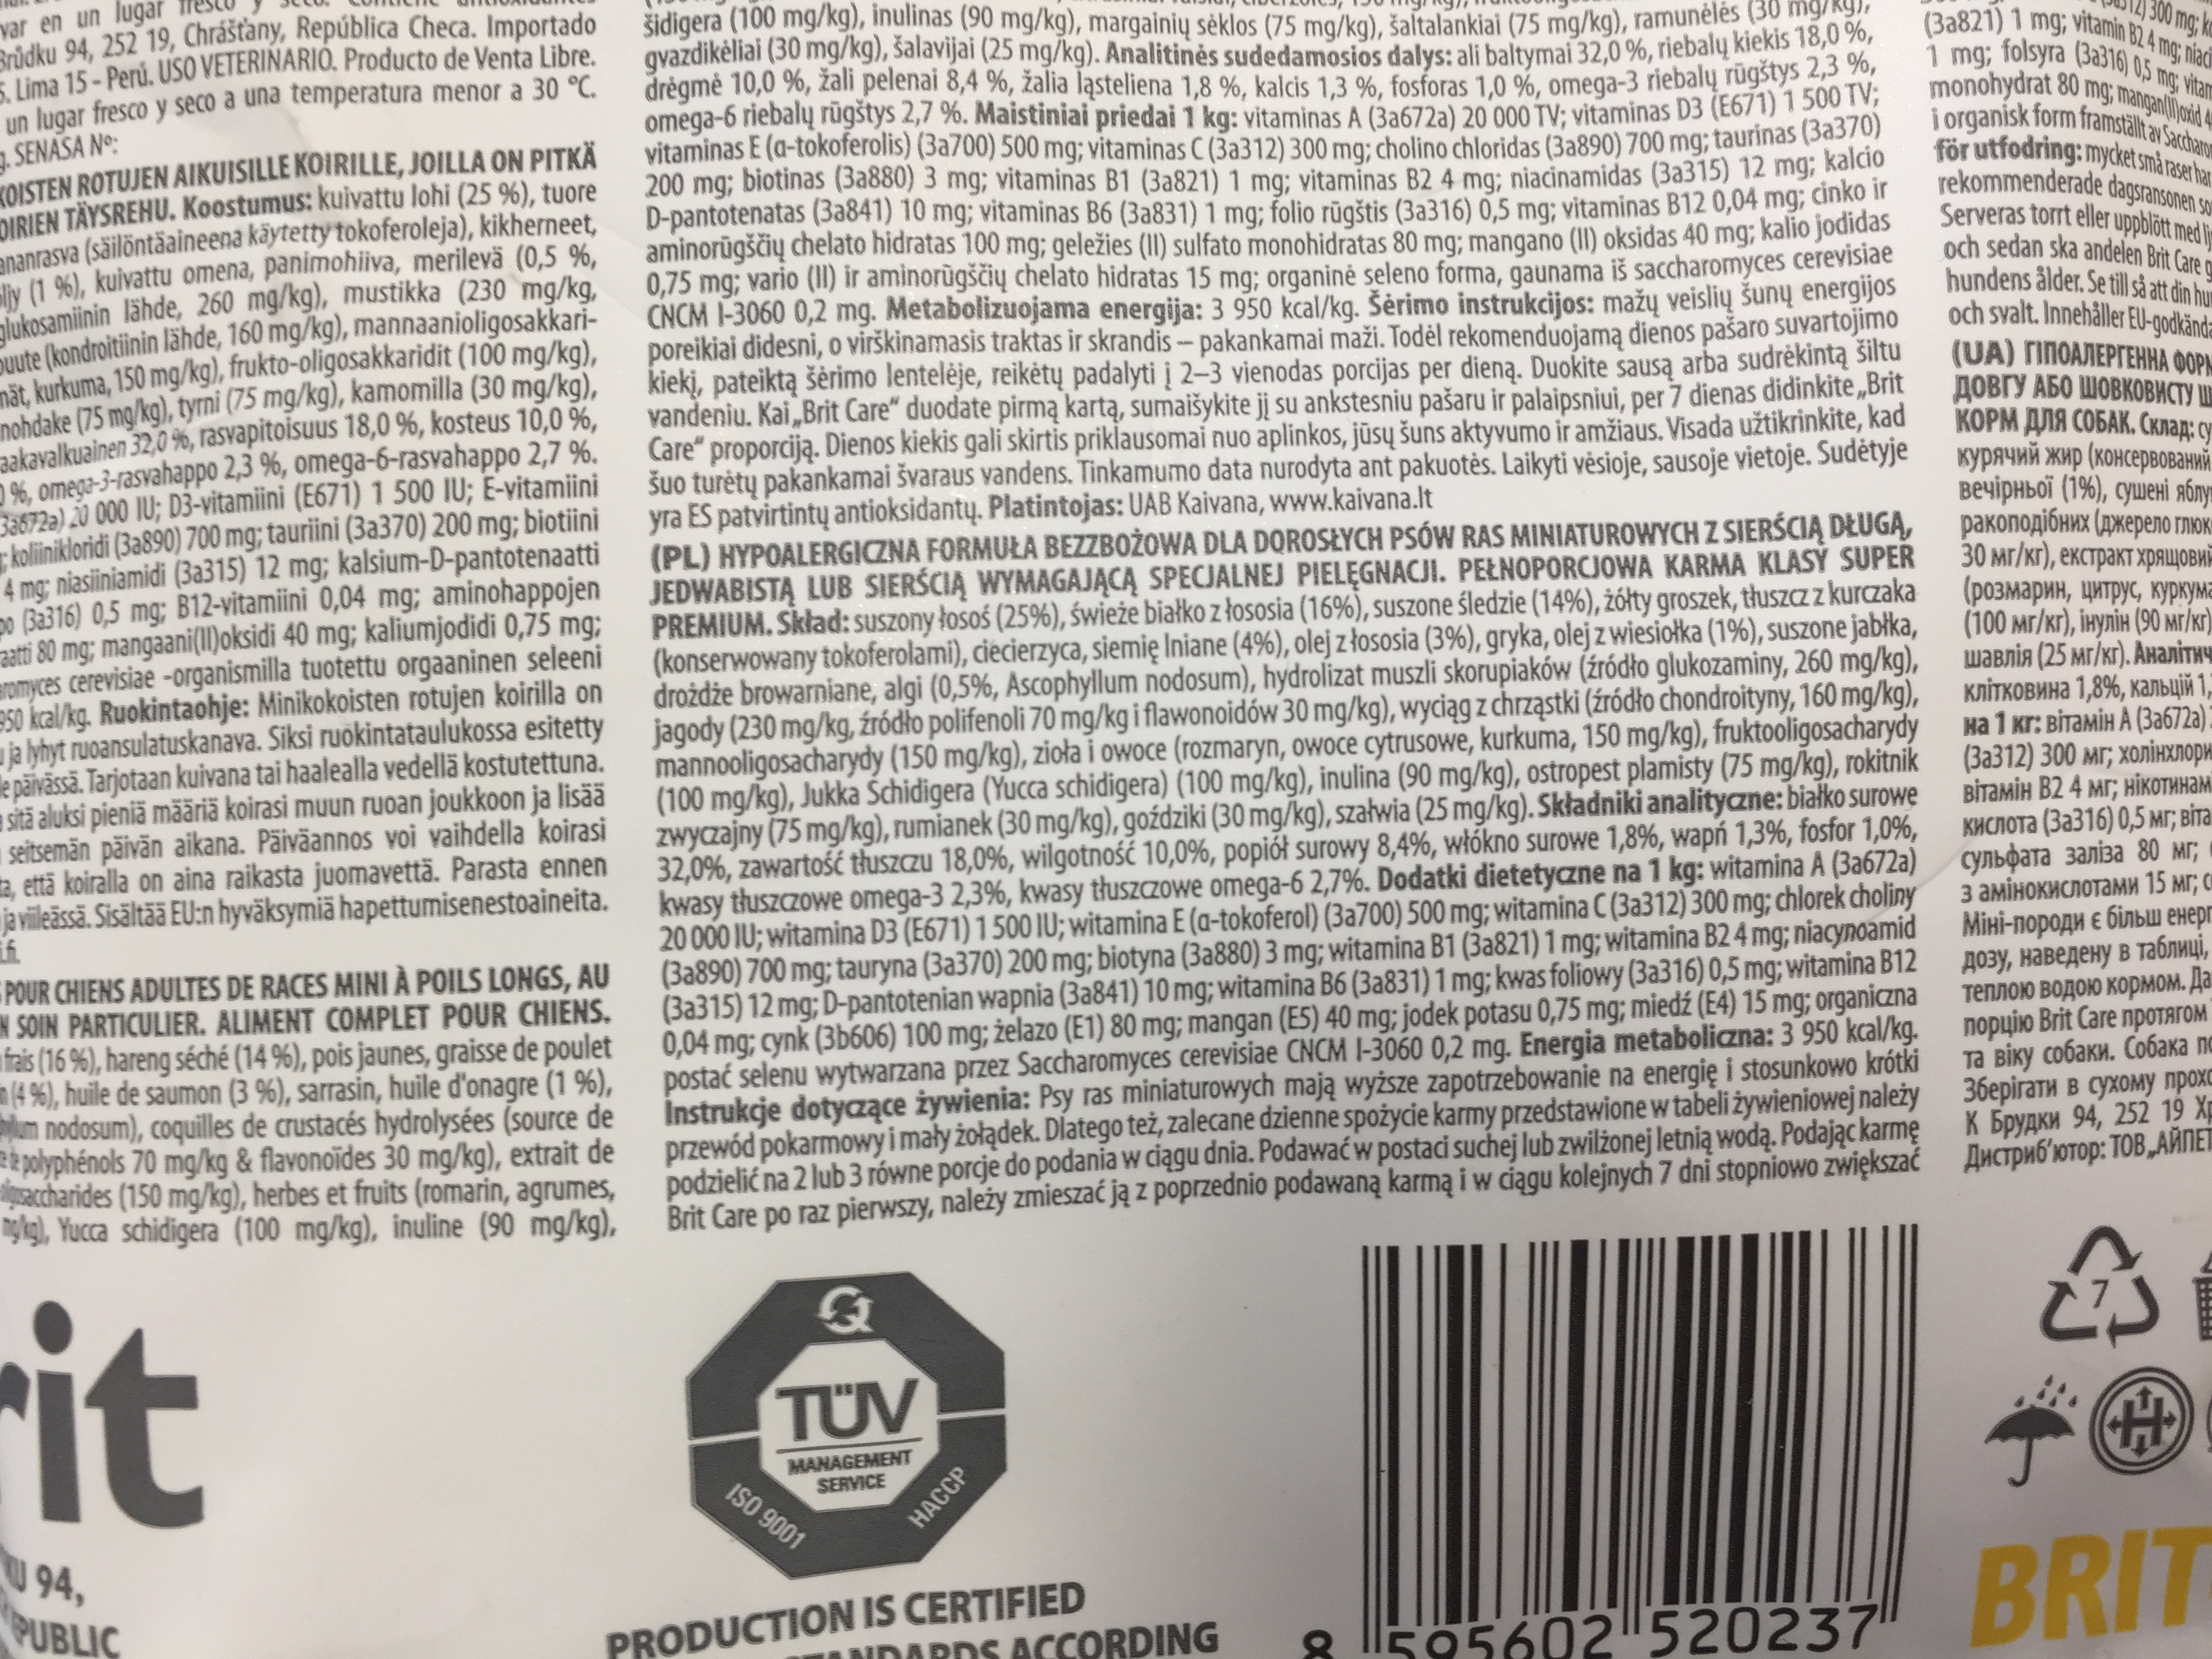 var en un lugar fresco y
Brůdku 94, 252 19, Chrášťany, República Checa. Importado
Lima 15 - Perú. USO VETERINARIO. Producto de Venta Libre.
un lugar fresco y seco a una temperatura menor a 30 °C.
SENASA Nº:
KOISTEN ROTUJEN AIKUISILLE KOIRILLE, JOILLA ON PITKÄ
TÄYSREHU. Koostumus: kuivattu lohi (25 %), tuore
(säilöntäaineena käytetty tokoferoleja), kikherneet,
(1 %), kuivattu omena, panimohiiva, merilevä (0,5 %,
glukosamiinin lähde, 260 mg/kg), mustikka (230 mg/kg,
(kondroitiinin lähde, 160 mg/kg), mannaanioligosakkari-
kurkuma, 150 mg/kg), frukto-oligosakkaridit (100 mg/kg),
(75 mg/kg), tyrni (75 mg/kg), kamomilla (30 mg/kg),
32,0 %, rasvapitoisuus 18,0 %, kosteus 10,0 %,
%, omega-3-rasvahappo 2,3 %, omega-6-rasvahappo 2,7 %.
20 000 IU; D3-vitamiini (E671) 1 500 IU; E-vitamiini
koliinikloridi (3a890) 700 mg; tauriini (3a370) 200 mg; biotiini
4 mg; niasiiniamidi (3a315) 12 mg; kalsium-D-pantotenaatti
(3a316) 0,5 mg; B12-vitamiini 0,04 mg; aminohappojen
80 mg; mangaani(II)oksidi 40 mg; kaliumjodidi 0,75 mg;
cerevisiae -organismilla tuotettu orgaaninen seleeni
950 kcal/kg. Ruokintaohje: Minikokoisten rotujen koirilla on
ja lyhyt ruoansulatuskanava. Siksi ruokintataulukossa esitetty
päivässä. Tarjotaan kuivana tai haalealla vedellä kostutettuna.
sitä aluksi pieniä määriä koirasi muun ruoan joukkoon ja lisää
seitsemän päivän aikana. Päiväannos voi vaihdella koirasi
että koiralla on aina raikasta juomavettä. Parasta ennen
ja viileässä. Sisältää EU:n hyväksymiä hapettumisenestoaineita.
POUR CHIENS ADULTES DE RACES MINI À POILS LONGS, AU
SOIN PARTICULIER. ALIMENT COMPLET POUR CHIENS.
frais (16 %), hareng séché (14 %), pois jaunes, graisse de poulet
(4 %), huile de saumon (3 %), sarrasin, huile d'onagre (1 %),
nodosum), coquilles de crustacés hydrolysées (source de
polyphénols 70 mg/kg & flavonoïdes 30 mg/kg), extrait de
(150 mg/kg), herbes et fruits (romarin, agrumes,
Yucca schidigera (100 mg/kg), inuline (90 mg/kg),
rit
94,
PUBLIC
šidigera (100 mg/kg), inulinas (90 mg/kg), margainių sėklos (75 mg/kg), šaltalankiai (75 mg/kg), ramunėlės (30 mg/kg),
gvazdikėliai (30 mg/kg), šalavijai (25 mg/kg). Analitinės sudedamosios dalys: ali baltymai 32,0 %, riebalų kiekis 18,0 %,
drėgmė 10,0 %, žali pelenai 8,4 %, žalia ląsteliena 1,8 %, kalcis 1,3 %, fosforas 1,0 %, omega-3 riebalų rūgštys 2,3 %,
omega-6 riebalų rūgštys 2,7 %. Maistiniai priedai 1 kg: vitaminas A (3a672a) 20 000 TV; vitaminas D3 (E671) 1 500 TV;
vitaminas E (α-tokoferolis) (3a700) 500 mg; vitaminas C (3a312) 300 mg; cholino chloridas (3a890) 700 mg; taurinas (3a370)
200 mg; biotinas (3a880) 3 mg; vitaminas B1 (3a821) 1 mg; vitaminas B2 4 mg; niacinamidas (3a315) 12 mg; kalcio
D-pantotenatas (3a841) 10 mg; vitaminas B6 (3a831) 1 mg; folio rūgštis (3a316) 0,5 mg; vitaminas B12 0,04 mg; cinko ir
aminorūgščių chelato hidratas 100 mg; geležies (II) sulfato monohidratas 80 mg; mangano (II) oksidas 40 mg; kalio jodidas
0,75 mg; vario (II) ir aminorūgščių chelato hidratas 15 mg; organinė seleno forma, gaunama iš saccharomyces cerevisiae
CNCM I-3060 0,2 mg. Metabolizuojama energija: 3 950 kcal/kg. Šėrimo instrukcijos: mažų veislių šunų energijos
poreikiai didesni, o virškinamasis traktas ir skrandis – pakankamai maži. Todėl rekomenduojamą dienos pašaro suvartojimo
kiekį, pateiktą šėrimo lentelėje, reikėtų padalyti į 2–3 vienodas porcijas per dieną. Duokite sausą arba sudrėkintą šiltu
vandeniu. Kai „Brit Care“ duodate pirmą kartą, sumaišykite jį su ankstesniu pašaru ir palaipsniui, per 7 dienas didinkite „Brit
Care“ proporciją. Dienos kiekis gali skirtis priklausomai nuo aplinkos, jūsų šuns aktyvumo ir amžiaus. Visada užtikrinkite, kad
šuo turėtų pakankamai švaraus vandens. Tinkamumo data nurodyta ant pakuotės. Laikyti vėsioje, sausoje vietoje. Sudėtyje
yra ES patvirtintų antioksidantų. Platintojas: UAB Kaivana, www.kaivana.lt
(PL) HYPOALERGICZNA FORMUŁA BEZZBOŻOWA DLA DOROSŁYCH PSÓW RAS MINIATUROWYCH Z SIERŚCIĄ DŁUGĄ,
JEDWABISTĄ LUB SIERŚCIĄ WYMAGAJĄCĄ SPECJALNEJ PIELĘGNACJI. PEŁNOPORCJOWA KARMA KLASY SUPER
PREMIUM. Skład: suszony łosoś (25%), świeże białko z łososia (16%), suszone śledzie (14%), żółty groszek, tłuszcz z kurczaka
(konserwowany tokoferolami), ciecierzyca, siemię lniane (4%), olej z łososia (3%), gryka, olej z wiesiołka (1%), suszone jabłka,
drożdże browarniane, algi (0,5%, Ascophyllum nodosum), hydrolizat muszli skorupiaków (źródło glukozaminy, 260 mg/kg),
jagody (230 mg/kg, źródło polifenoli 70 mg/kg i flawonoidów 30 mg/kg), wyciąg z chrząstki (źródło chondroityny, 160 mg/kg),
mannooligosacharydy (150 mg/kg), zioła i owoce (rozmaryn, owoce cytrusowe, kurkuma, 150 mg/kg), fruktooligosacharydy
(100 mg/kg), Jukka Schidigera (Yucca schidigera) (100 mg/kg), inulina (90 mg/kg), ostropest plamisty (75 mg/kg), rokitnik
zwyczajny (75 mg/kg), rumianek (30 mg/kg), goździki (30 mg/kg), szałwia (25 mg/kg). Składniki analityczne: białko surowe
32,0%, zawartość tłuszczu 18,0%, wilgotność 10,0%, popiół surowy 8,4%, włókno surowe 1,8%, wapń 1,3%, fosfor 1,0%,
kwasy tłuszczowe omega-3 2,3%, kwasy tłuszczowe omega-6 2,7%. Dodatki dietetyczne na 1 kg: witamina A (3a672a)
20 000 IU; witamina D3 (E671) 1 500 IU; witamina E (α-tokoferol) (3a700) 500 mg; witamina C (3a312) 300 mg; chlorek choliny
(3a890) 700 mg; tauryna (3a370) 200 mg; biotyna (3a880) 3 mg; witamina B1 (3a821) 1 mg; witamina B2 4 mg; niacynoamid
(3a315) 12 mg; D-pantotenian wapnia (3a841) 10 mg; witamina B6 (3a831) 1 mg; kwas foliowy (3a316) 0,5 mg; witamina B12
0,04 mg; cynk (3b606) 100 mg; żelazo (E1) 80 mg; mangan (E5) 40 mg; jodek potasu 0,75 mg; miedź (E4) 15 mg; organiczna
postać selenu wytwarzana przez Saccharomyces cerevisiae CNCM I-3060 0,2 mg. Energia metaboliczna: 3 950 kcal/kg.
Instrukcje dotyczące żywienia: Psy ras miniaturowych mają wyższe zapotrzebowanie na energię i stosunkowo krótki
przewód pokarmowy i mały żołądek. Dlatego też, zalecane dzienne spożycie karmy przedstawione w tabeli żywieniowej należy
podzielić na 2 lub 3 równe porcje do podania w ciągu dnia. Podawać w postaci suchej lub zwilżonej letnią wodą. Podając karmę
Brit Care po raz pierwszy, należy zmieszać ją z poprzednio podawaną karmą i w ciągu kolejnych 7 dni stopniowo zwiększać
ISO 9001
TÜV
MANAGEMENT
SERVICE
HACCP
PRODUCTION IS CERTIFIED
STANDARDS ACCORDING
8 595602 520237
(3a821) 1 mg; vitamin B2 4 mg;
1 mg; folsyra (3a316) 0,5 mg;
monohydrat 80 mg; mangan(II)oxid
i organisk form framställt av
för utfodring: mycket små raser
rekommenderade dagsransonen
Serveras torrt eller uppblött med
och sedan ska andelen Brit Care
hundens ålder. Se till så att din
och svalt. Innehåller EU-godkända
(UA) ГІПОАЛЕРГЕННА
ДОВГУ АБО ШОВКОВИСТУ
КОРМ ДЛЯ СОБАК. Склад:
курячий жир (консервований
вечірньої (1%), сушені
ракоподібних (джерело
30 мг/кг), екстракт хрящовий
(розмарин, цитрус,
(100 мг/кг), інулін (90 мг/кг)
шавлія (25 мг/кг).
клітковина 1,8%, кальцій
на 1 кг: вітамін А (3a672a)
(3a312) 300 мг;
вітамін В2 4 мг;
кислота (3a316) 0,5 мг;
сульфата заліза 80 мг;
з амінокислотами 15 мг;
Міні-породи є більш
дозу, наведену в таблиці,
теплою водою кормом.
порцію Brit Care протягом
та віку собаки. Собака
Зберігати в сухому
К Брудки 94, 252 19
Дистриб'ютор: ТОВ
7
BRIT